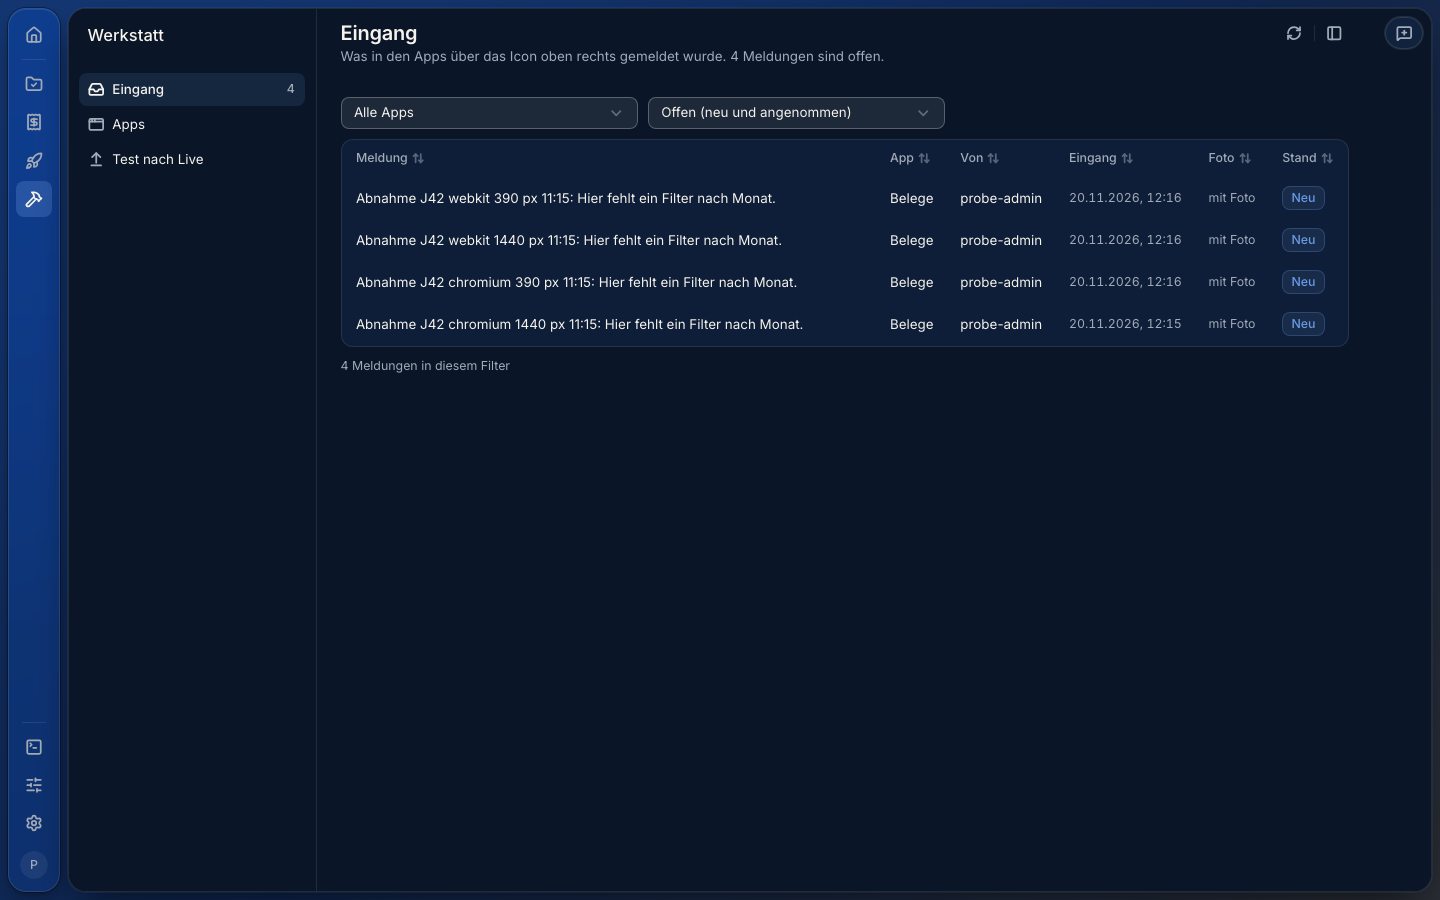 Werkstatt
Eingang 4
Apps
Test nach Live
P
Eingang
Was in den Apps über das Icon oben rechts gemeldet wurde. 4 Meldungen sind offen.
Alle Apps
Offen (neu und angenommen)
Meldung App Von Eingang Foto Stand
Abnahme J42 webkit 390 px 11:15: Hier fehlt ein Filter nach Monat. Belege probe-admin 20.11.2026, 12:16 mit Foto Neu
Abnahme J42 webkit 1440 px 11:15: Hier fehlt ein Filter nach Monat. Belege probe-admin 20.11.2026, 12:16 mit Foto Neu
Abnahme J42 chromium 390 px 11:15: Hier fehlt ein Filter nach Monat. Belege probe-admin 20.11.2026, 12:16 mit Foto Neu
Abnahme J42 chromium 1440 px 11:15: Hier fehlt ein Filter nach Monat. Belege probe-admin 20.11.2026, 12:15 mit Foto Neu
4 Meldungen in diesem Filter